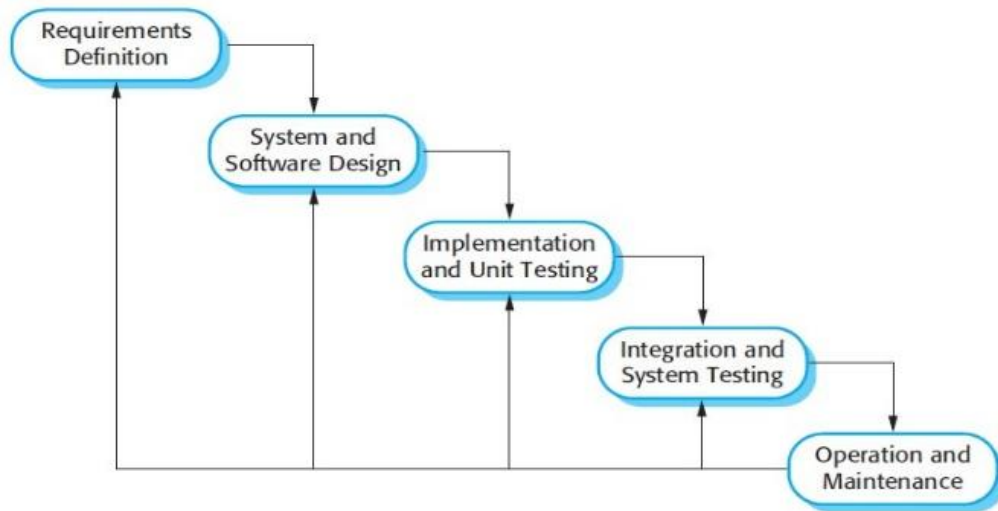 Requirements
Definition
System and
Software Design
Implementation
and Unit Testing
Integration and
System Testing
Operation and
Maintenance